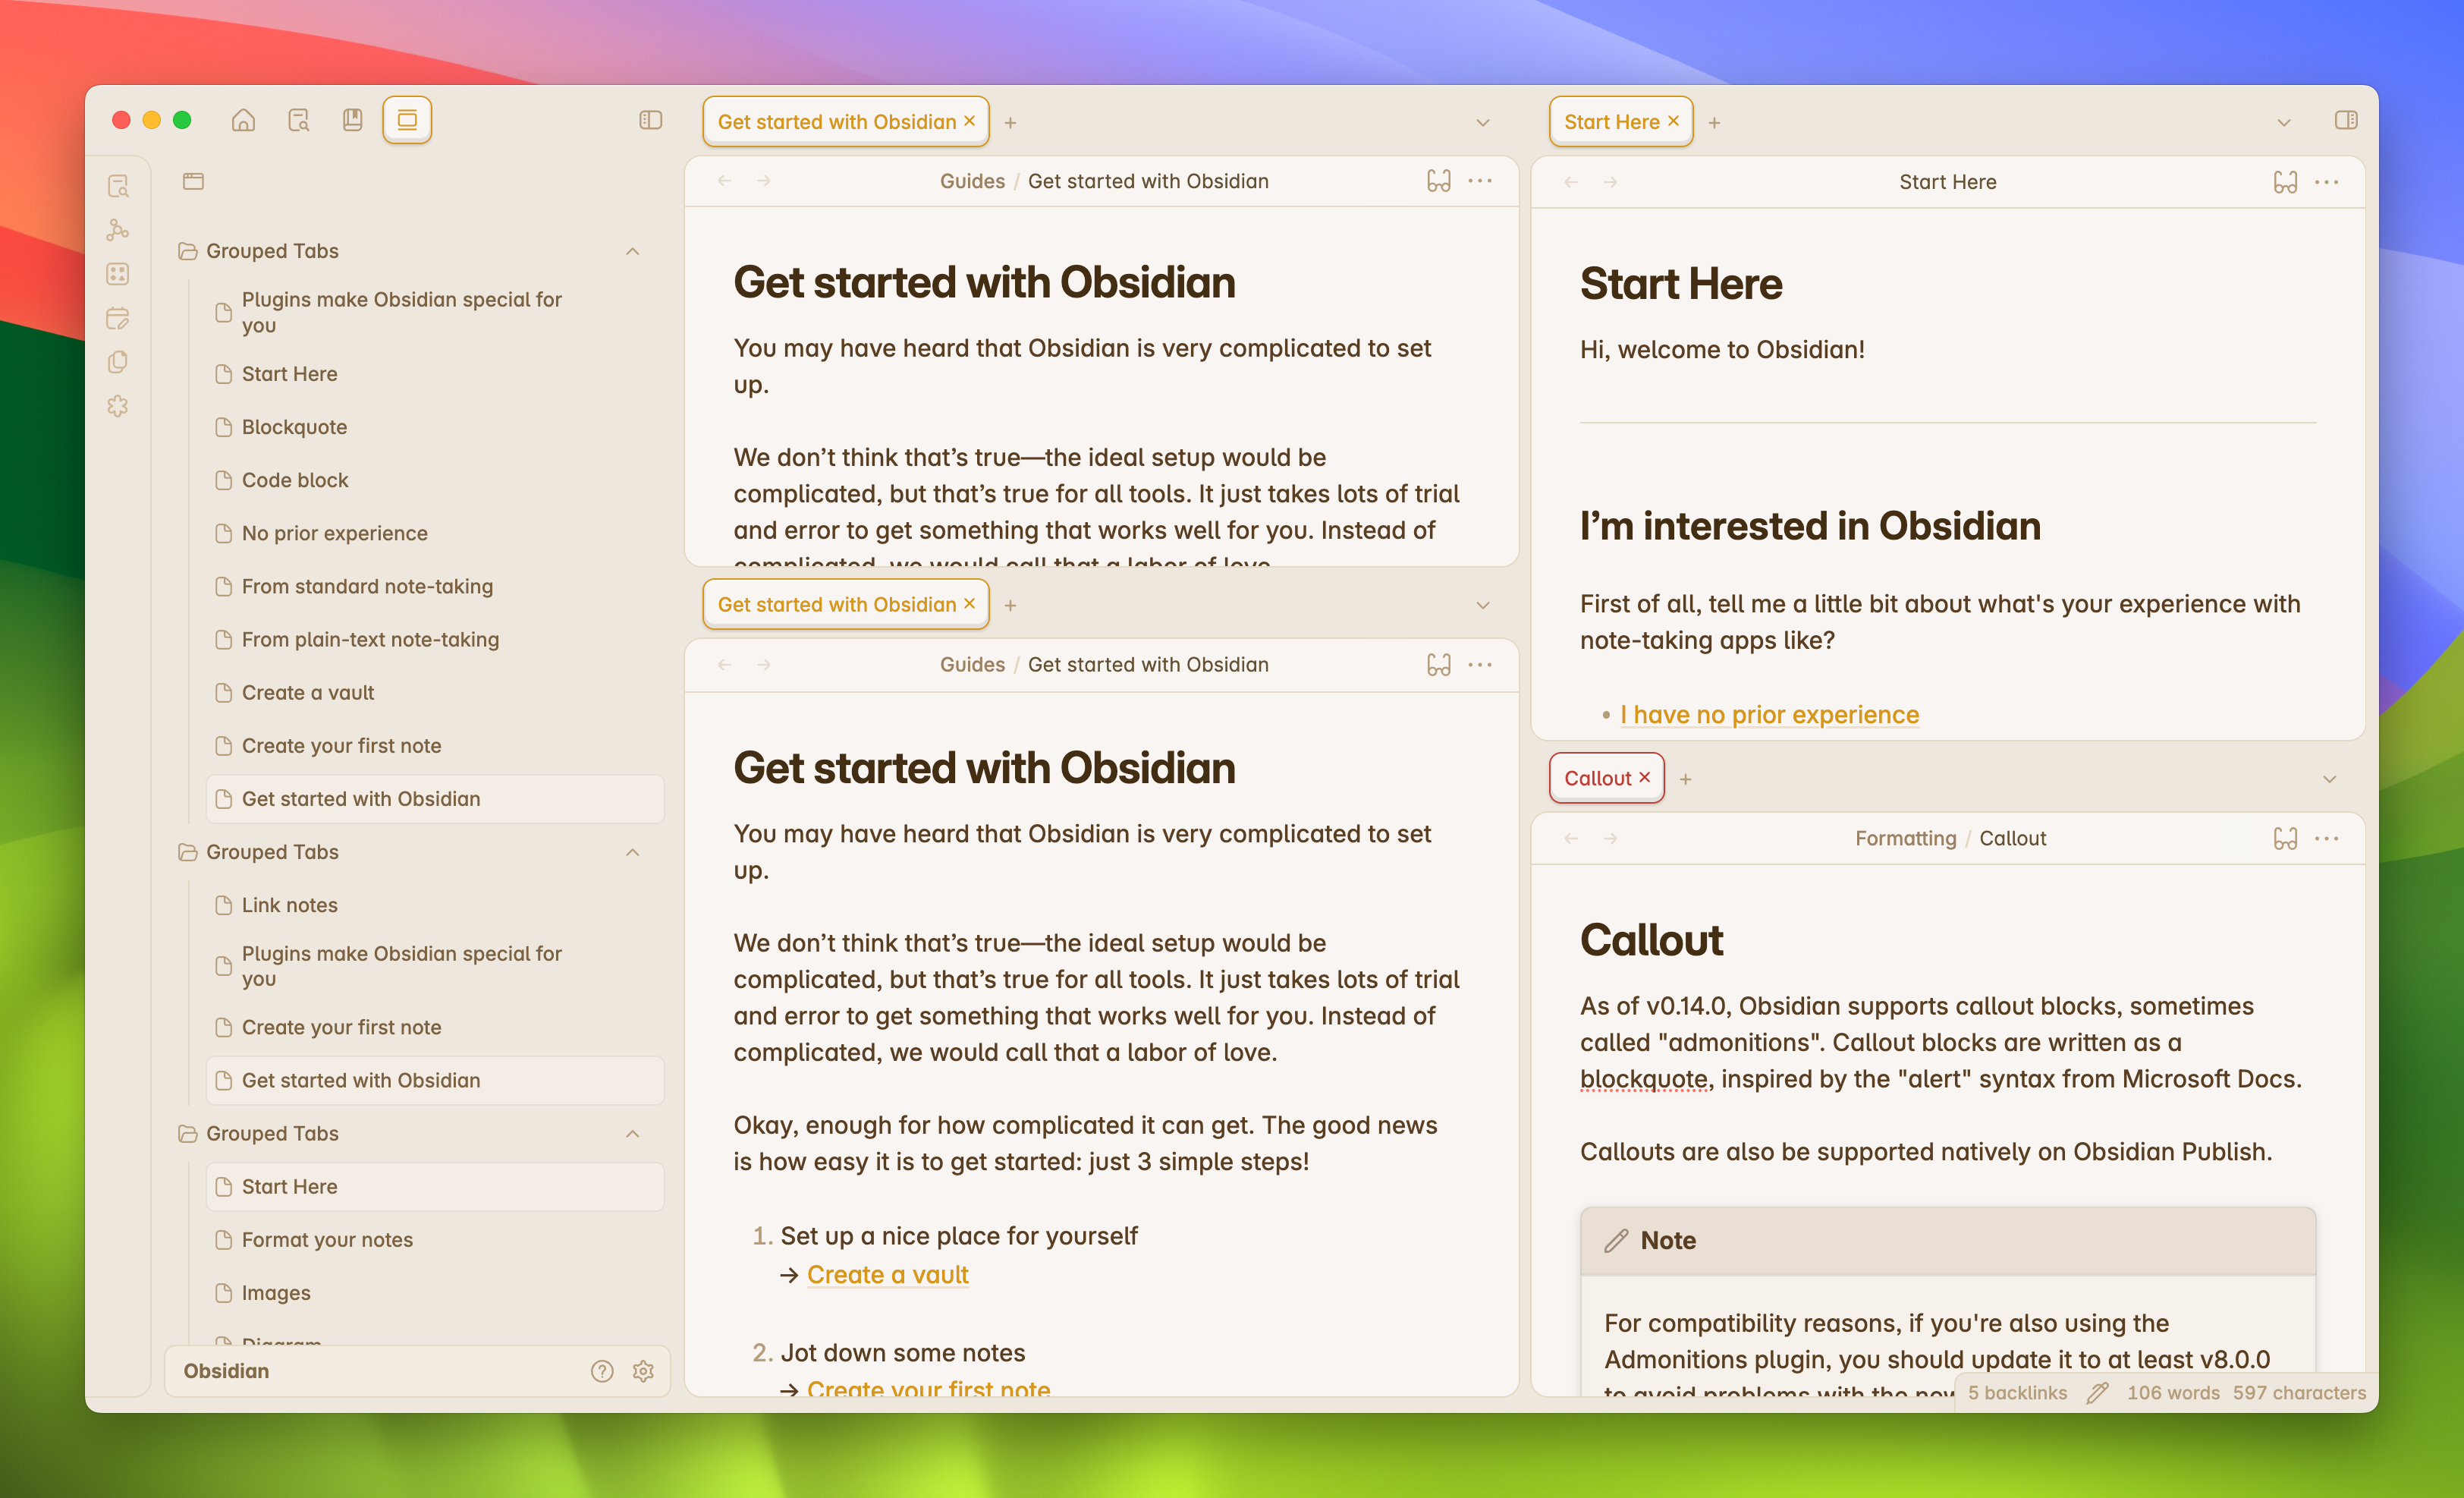 Grouped Tabs
Plugins make Obsidian special for
you
Start Here
Blockquote
Code block
No prior experience
From standard note-taking
From plain-text note-taking
Create a vault
Create your first note
Get started with Obsidian
Grouped Tabs
Link notes
Plugins make Obsidian special for
you
Create your first note
Get started with Obsidian
Grouped Tabs
Start Here
Format your notes
Images
Diagram
Obsidian
Get started with Obsidian
Guides / Get started with Obsidian
Get started with Obsidian
You may have heard that Obsidian is very complicated to set
up.
We don’t think that’s true—the ideal setup would be
complicated, but that’s true for all tools. It just takes lots of trial
and error to get something that works well for you. Instead of
complicated, we would call that a labor of love.
Get started with Obsidian
Guides / Get started with Obsidian
Get started with Obsidian
You may have heard that Obsidian is very complicated to set
up.
We don’t think that’s true—the ideal setup would be
complicated, but that’s true for all tools. It just takes lots of trial
and error to get something that works well for you. Instead of
complicated, we would call that a labor of love.
Okay, enough for how complicated it can get. The good news
is how easy it is to get started: just 3 simple steps!
1. Set up a nice place for yourself
→ Create a vault
2. Jot down some notes
→ Create your first note
Start Here
Start Here
Start Here
Hi, welcome to Obsidian!
I’m interested in Obsidian
First of all, tell me a little bit about what's your experience with
note-taking apps like?
• I have no prior experience
Callout
Formatting / Callout
Callout
As of v0.14.0, Obsidian supports callout blocks, sometimes
called "admonitions". Callout blocks are written as a
blockquote, inspired by the "alert" syntax from Microsoft Docs.
Callouts are also be supported natively on Obsidian Publish.
Note
For compatibility reasons, if you're also using the
Admonitions plugin, you should update it to at least v8.0.0
to avoid problems with the new
5 backlinks 106 words 597 characters